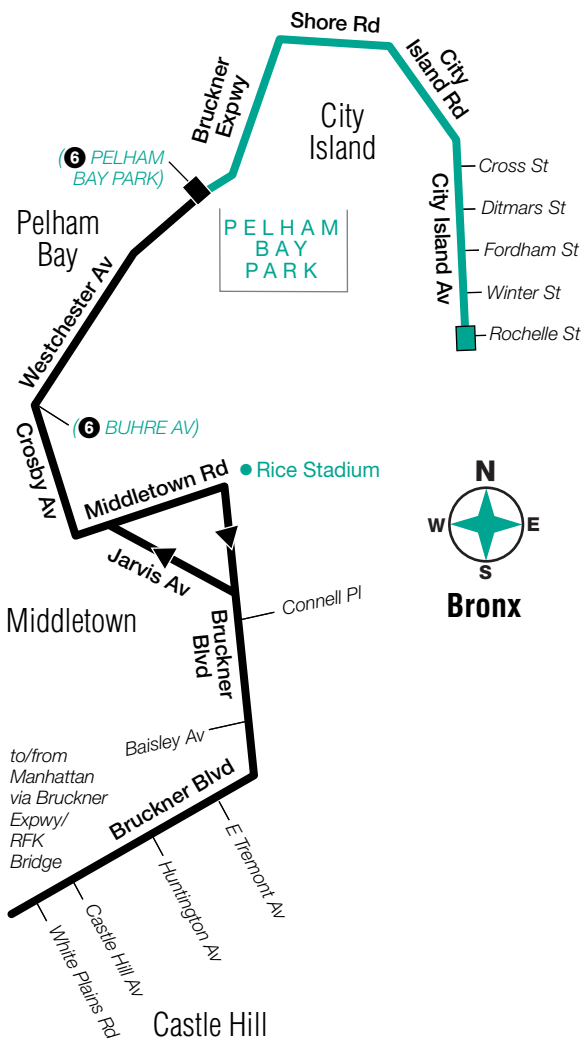 Shore Rd
City
Island Rd
Bruckner
Expwy
City
Island
(6 PELHAM
BAY PARK)
Cross St
Ditmars St
City Island Av
Fordham St
Winter St
Rochelle St
Pelham
Bay
PELHAM
BAY
PARK
Westchester Av
(6 BUHRE AV)
Crosby Av
Middletown Rd
Rice Stadium
N
W
E
S
Bronx
Jarvis Av
Connell Pl
Middletown
Bruckner
Blvd
Baisley Av
to/from
Manhattan
via Bruckner
Expwy/
RFK
Bridge
Bruckner Blvd
E Tremont Av
Huntington Av
Castle Hill Av
White Plains Rd
Castle Hill